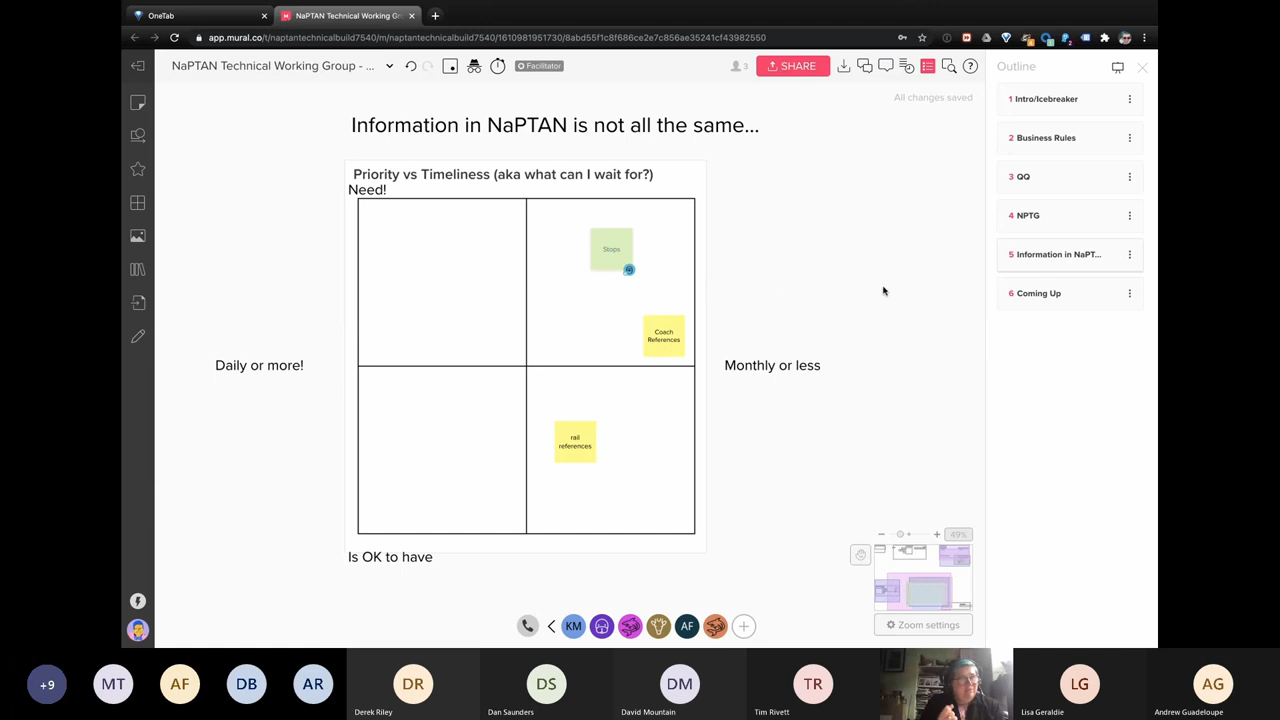 OneTab
NaPTAN Technical Working Gr
app.mural.co/t/naptantechnicalbuild7540/m/naptantechnicalbuild7540/1610981951730/8abd55f1c8f686ce2e7c856ae35241cf43982550
NaPTAN Technical Working Group - ...
Facilitator
3
SHARE
Outline
All changes saved
1 Intro/Icebreaker
2 Business Rules
3 QQ
4 NPTG
5 Information in NaPT...
6 Coming Up
Information in NaPTAN is not all the same...
Priority vs Timeliness (aka what can I wait for?)
Need!
Stops
Coach
References
Daily or more!
Monthly or less
rail
references
Is OK to have
49%
Zoom settings
KM
AF
+9
MT
AF
DB
AR
DR
Derek Riley
DS
Dan Saunders
DM
David Mountain
TR
Tim Rivett
LG
Lisa Geraldie
AG
Andrew Guadeloupe